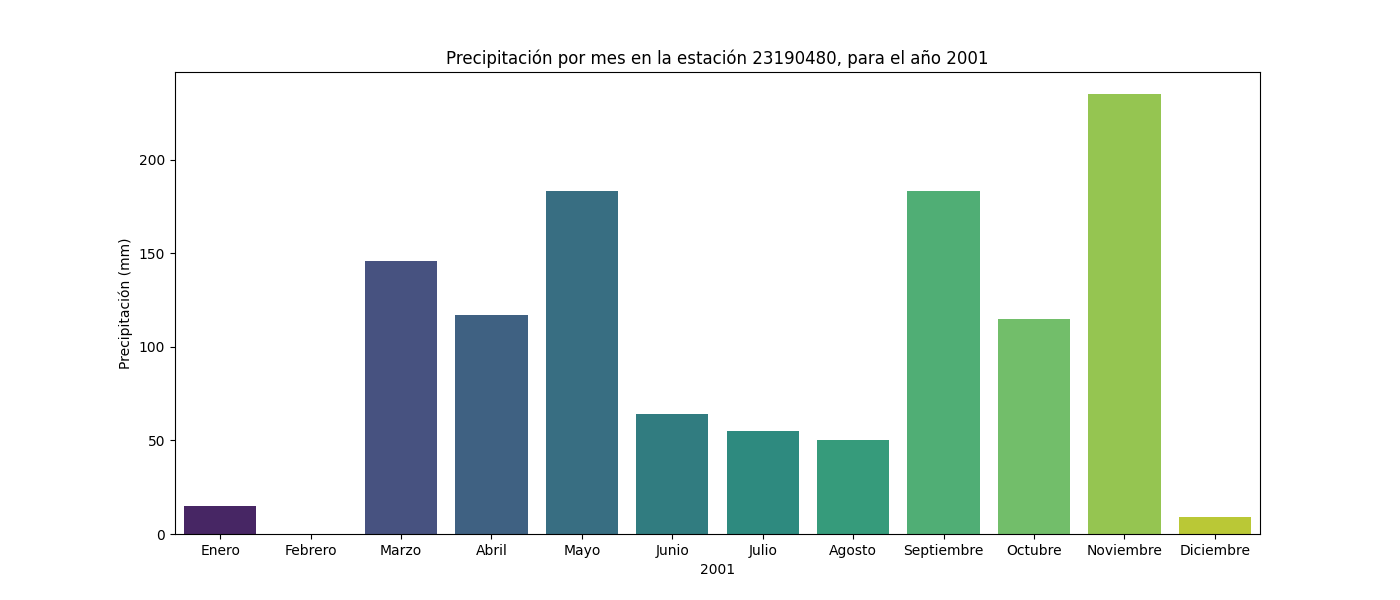 Precipitación por mes en la estación 23190480, para el año 2001
Precipitación (mm)
200
150
100
50
0
Enero Febrero Marzo Abril Mayo Junio Julio Agosto Septiembre Octubre Noviembre Diciembre
2001